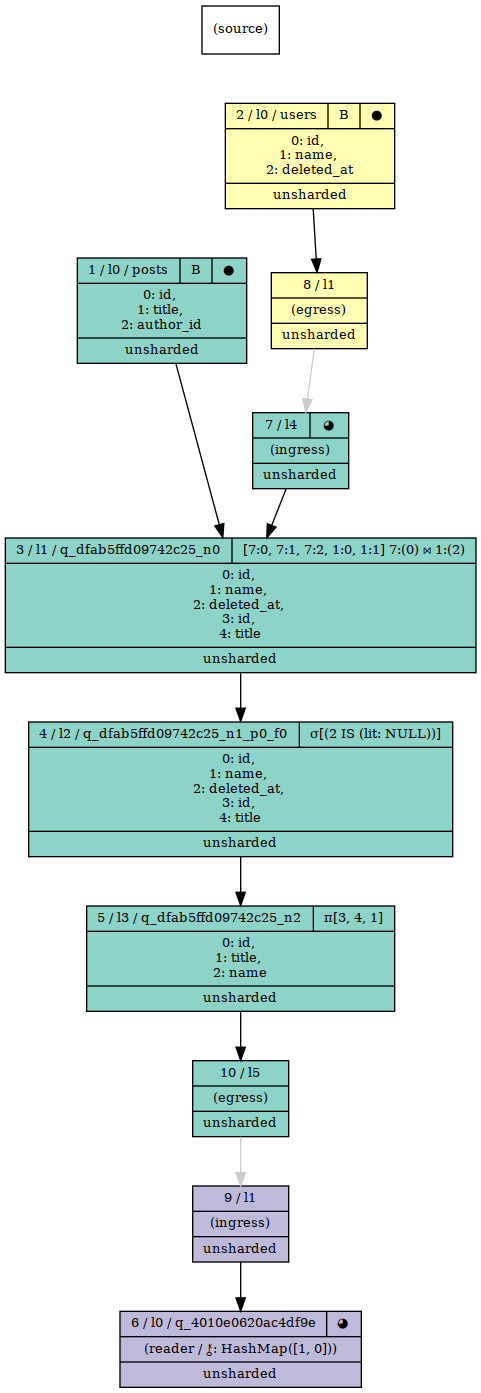 (source)
2 / l0 / users B ●
0: id,
1: name,
2: deleted_at
unsharded
1 / l0 / posts B ●
0: id,
1: title,
2: author_id
unsharded
8 / l1
(egress)
unsharded
7 / l4 ◕
(ingress)
unsharded
3 / l1 / q_dfab5ffd09742c25_n0 [7:0, 7:1, 7:2, 1:0, 1:1] 7:(0) ⋈ 1:(2)
0: id,
1: name,
2: deleted_at,
3: id,
4: title
unsharded
4 / l2 / q_dfab5ffd09742c25_n1_p0_f0 σ[(2 IS (lit: NULL))]
0: id,
1: name,
2: deleted_at,
3: id,
4: title
unsharded
5 / l3 / q_dfab5ffd09742c25_n2 π[3, 4, 1]
0: id,
1: title,
2: name
unsharded
10 / l5
(egress)
unsharded
9 / l1
(ingress)
unsharded
6 / l0 / q_4010e0620ac4df9e ◕
(reader / ⚷: HashMap([1, 0]))
unsharded